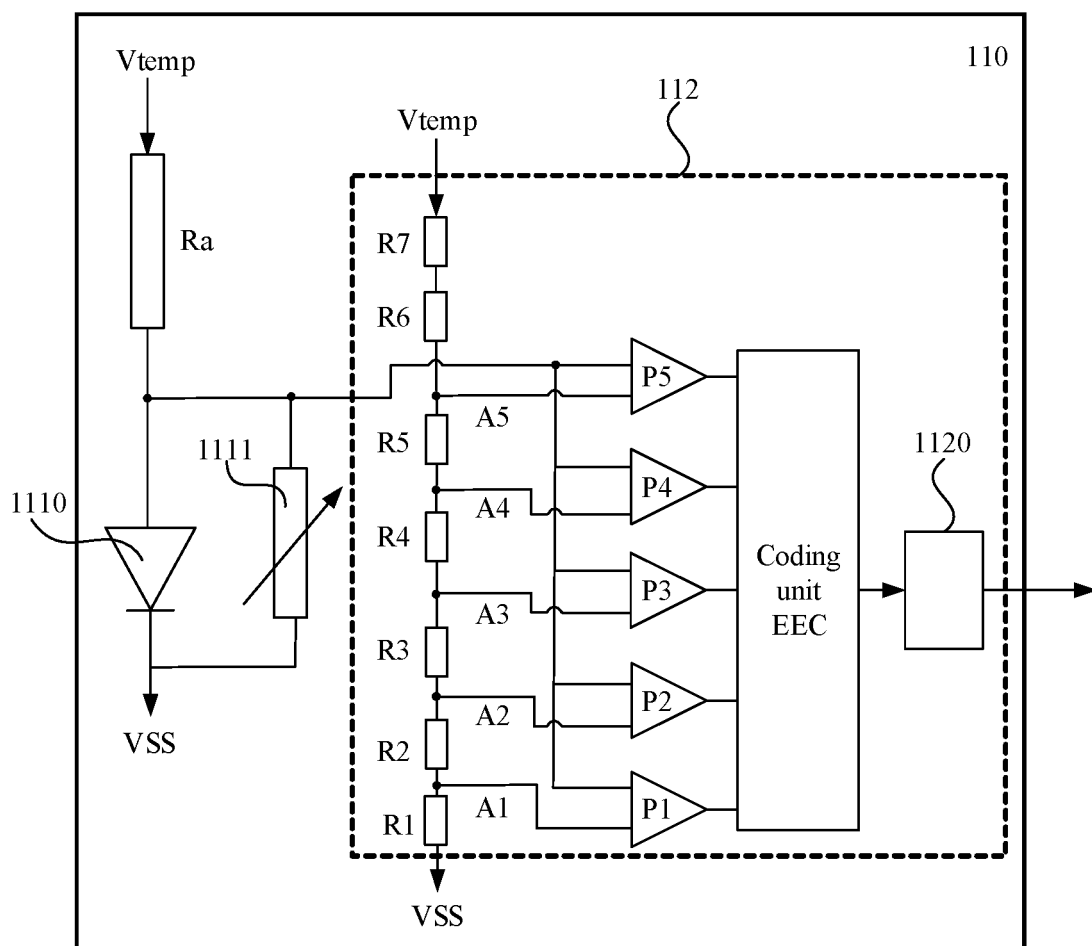 110
Vtemp
112
Vtemp
R7
Ra
R6
P5
A5
R5
1111
1120
1110
P4
A4
R4
Coding
unit
EEC
P3
A3
R3
P2
A2
VSS
R2
P1
A1
R1
VSS